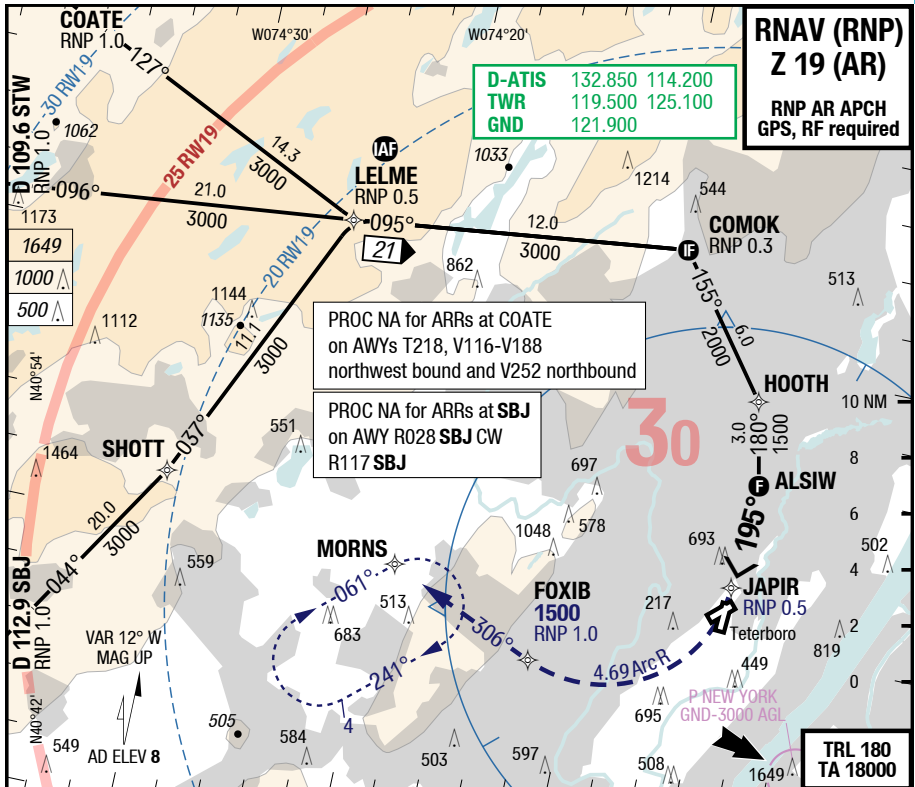 COATE
RNP 1.0
127°
W074°30'
W074°20'
RNAV (RNP)
Z 19 (AR)
RNP AR APCH
GPS, RF required
D-ATIS 132.850 114.200
TWR 119.500 125.100
GND 121.900
D 109.6 STW
RNP 1.0
30 RW19
1062
25 RW19
14.3
3000
IAF
LELME
RNP 0.5
1033
1214
544
096°
21.0
3000
095°
21
12.0
3000
COMOK
RNP 0.3
IF
1173
1649
1000
500
20 RW19
862
155°
6.0
2000
513
1144
1135
11.1
3000
1112
PROC NA for ARRs at COATE
on AWYs T218, V116-V188
northwest bound and V252 northbound
N40°54'
HOOTH
10 NM
PROC NA for ARRs at SBJ
on AWY R028 SBJ CW
R117 SBJ
30
3.0
180°
1500
037°
SHOTT
551
1464
697
8
F
ALSIW
20.0
3000
578
6
195°
1048
693
MORNS
559
502
4
044°
D 112.9 SBJ
RNP 1.0
061°
FOXIB
1500
RNP 1.0
JAPIR
RNP 0.5
513
683
217
306°
Teterboro
2
819
VAR 12° W
MAG UP
241°
4.69 Arc R
449
0
4
695
P NEW YORK
GND-3000 AGL
N40°42'
505
549
AD ELEV 8
584
503
597
508
1649
TRL 180
TA 18000